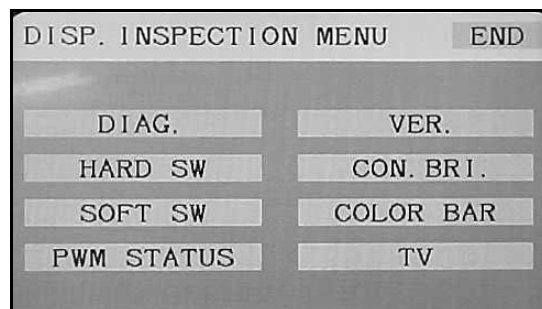 DISP. INSPECTION MENU END
DIAG. VER.
HARD SW CON. BRI.
SOFT SW COLOR BAR
PWM STATUS TV